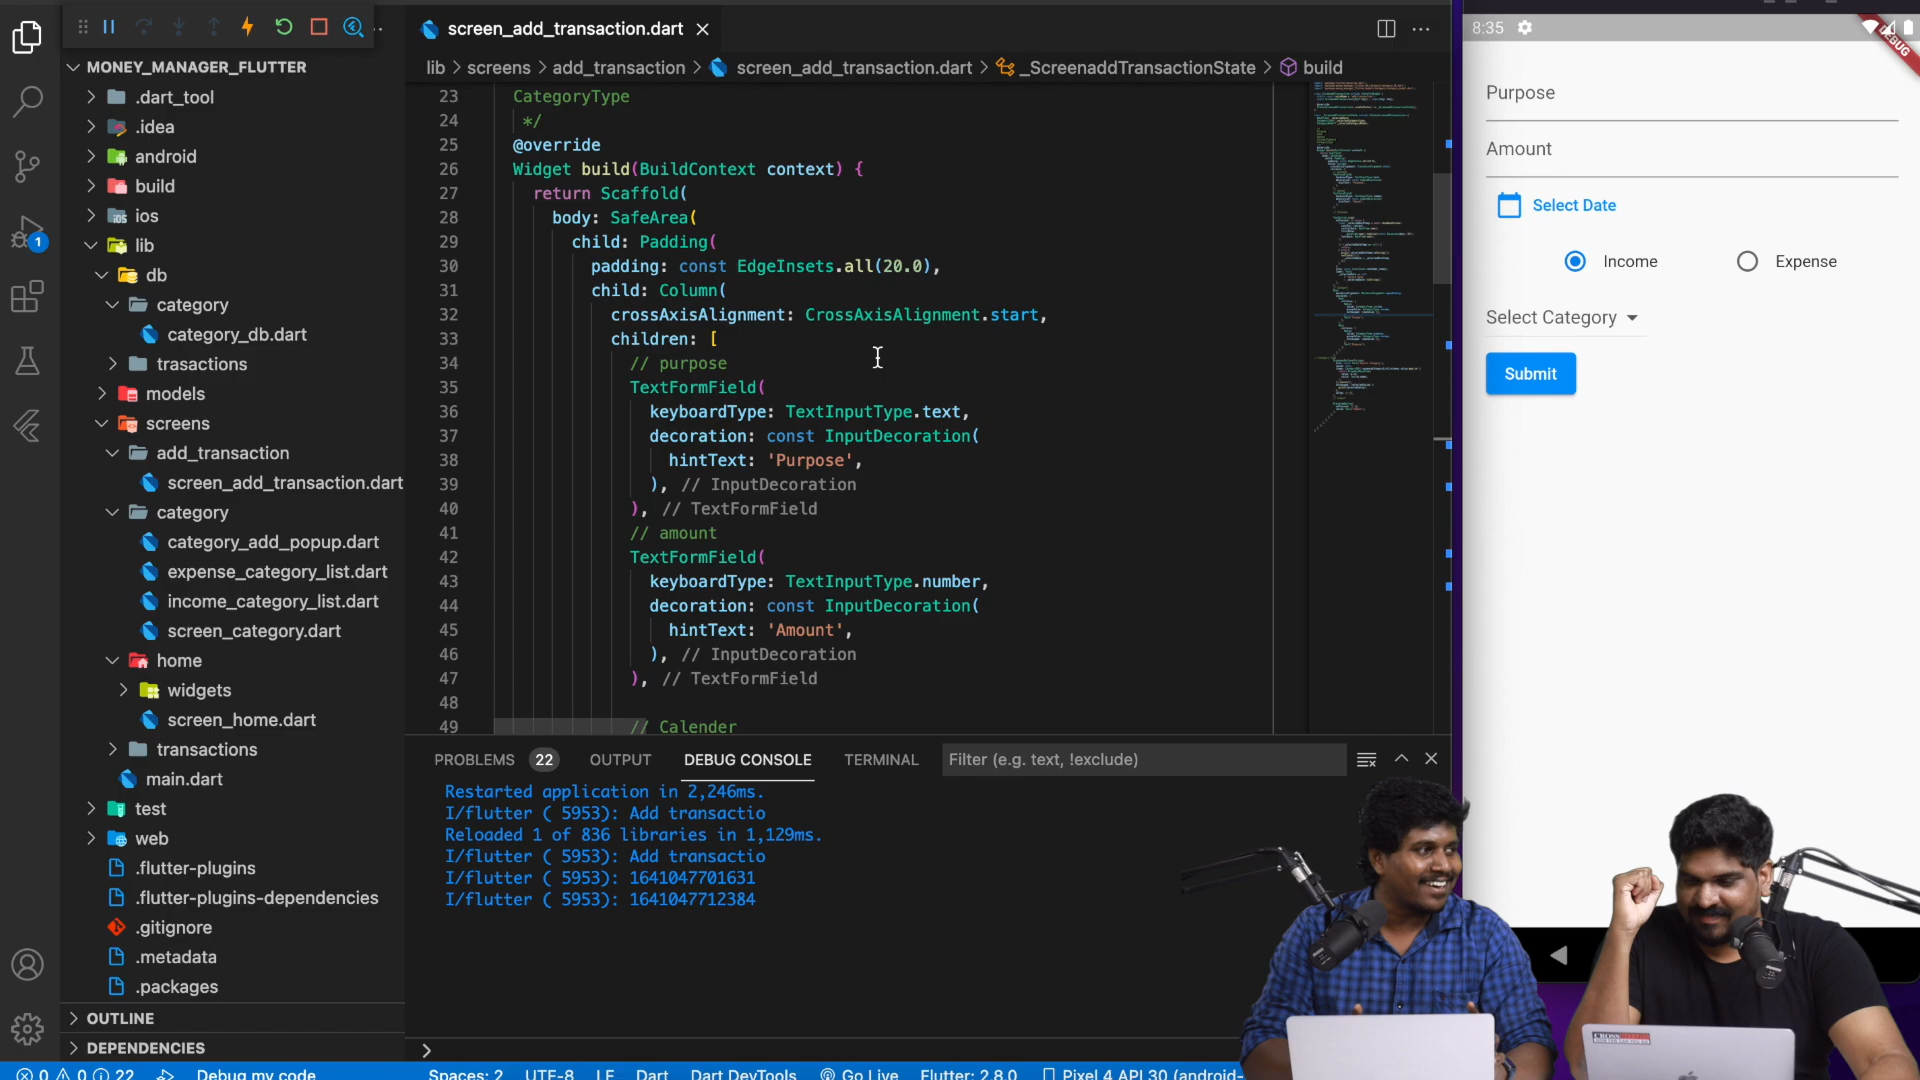 MONEY_MANAGER_FLUTTER
.dart_tool
.idea
android
build
ios
lib
db
category
category_db.dart
trasactions
models
screens
add_transaction
screen_add_transaction.dart
category
category_add_popup.dart
expense_category_list.dart
income_category_list.dart
screen_category.dart
home
widgets
screen_home.dart
transactions
main.dart
test
web
.flutter-plugins
.flutter-plugins-dependencies
.gitignore
.metadata
.packages
OUTLINE
DEPENDENCIES
1
screen_add_transaction.dart
lib > screens > add_transaction > screen_add_transaction.dart > _ScreenaddTransactionState > build
23 CategoryType
24 */
25 @override
26 Widget build(BuildContext context) {
27 return Scaffold(
28 body: SafeArea(
29 child: Padding(
30 padding: const EdgeInsets.all(20.0),
31 child: Column(
32 crossAxisAlignment: CrossAxisAlignment.start,
33 children: [
34 // purpose
35 TextFormField(
36 keyboardType: TextInputType.text,
37 decoration: const InputDecoration(
38 hintText: 'Purpose',
39 ), // InputDecoration
40 ), // TextFormField
41 // amount
42 TextFormField(
43 keyboardType: TextInputType.number,
44 decoration: const InputDecoration(
45 hintText: 'Amount',
46 ), // InputDecoration
47 ), // TextFormField
48
49 // Calender
PROBLEMS 22 OUTPUT DEBUG CONSOLE TERMINAL Filter (e.g. text, !exclude)
Restarted application in 2,246ms.
I/flutter ( 5953): Add transactio
Reloaded 1 of 836 libraries in 1,129ms.
I/flutter ( 5953): Add transactio
I/flutter ( 5953): 1641047701631
I/flutter ( 5953): 1641047712384
0 0 22 Debug my code Spaces: 2 UTF-8 LF Dart Dart DevTools Go Live Flutter: 2.8.0 Pixel 4 API 30 (android-
8:35
DEBUG
Purpose
Amount
Select Date
Income Expense
Select Category
Submit